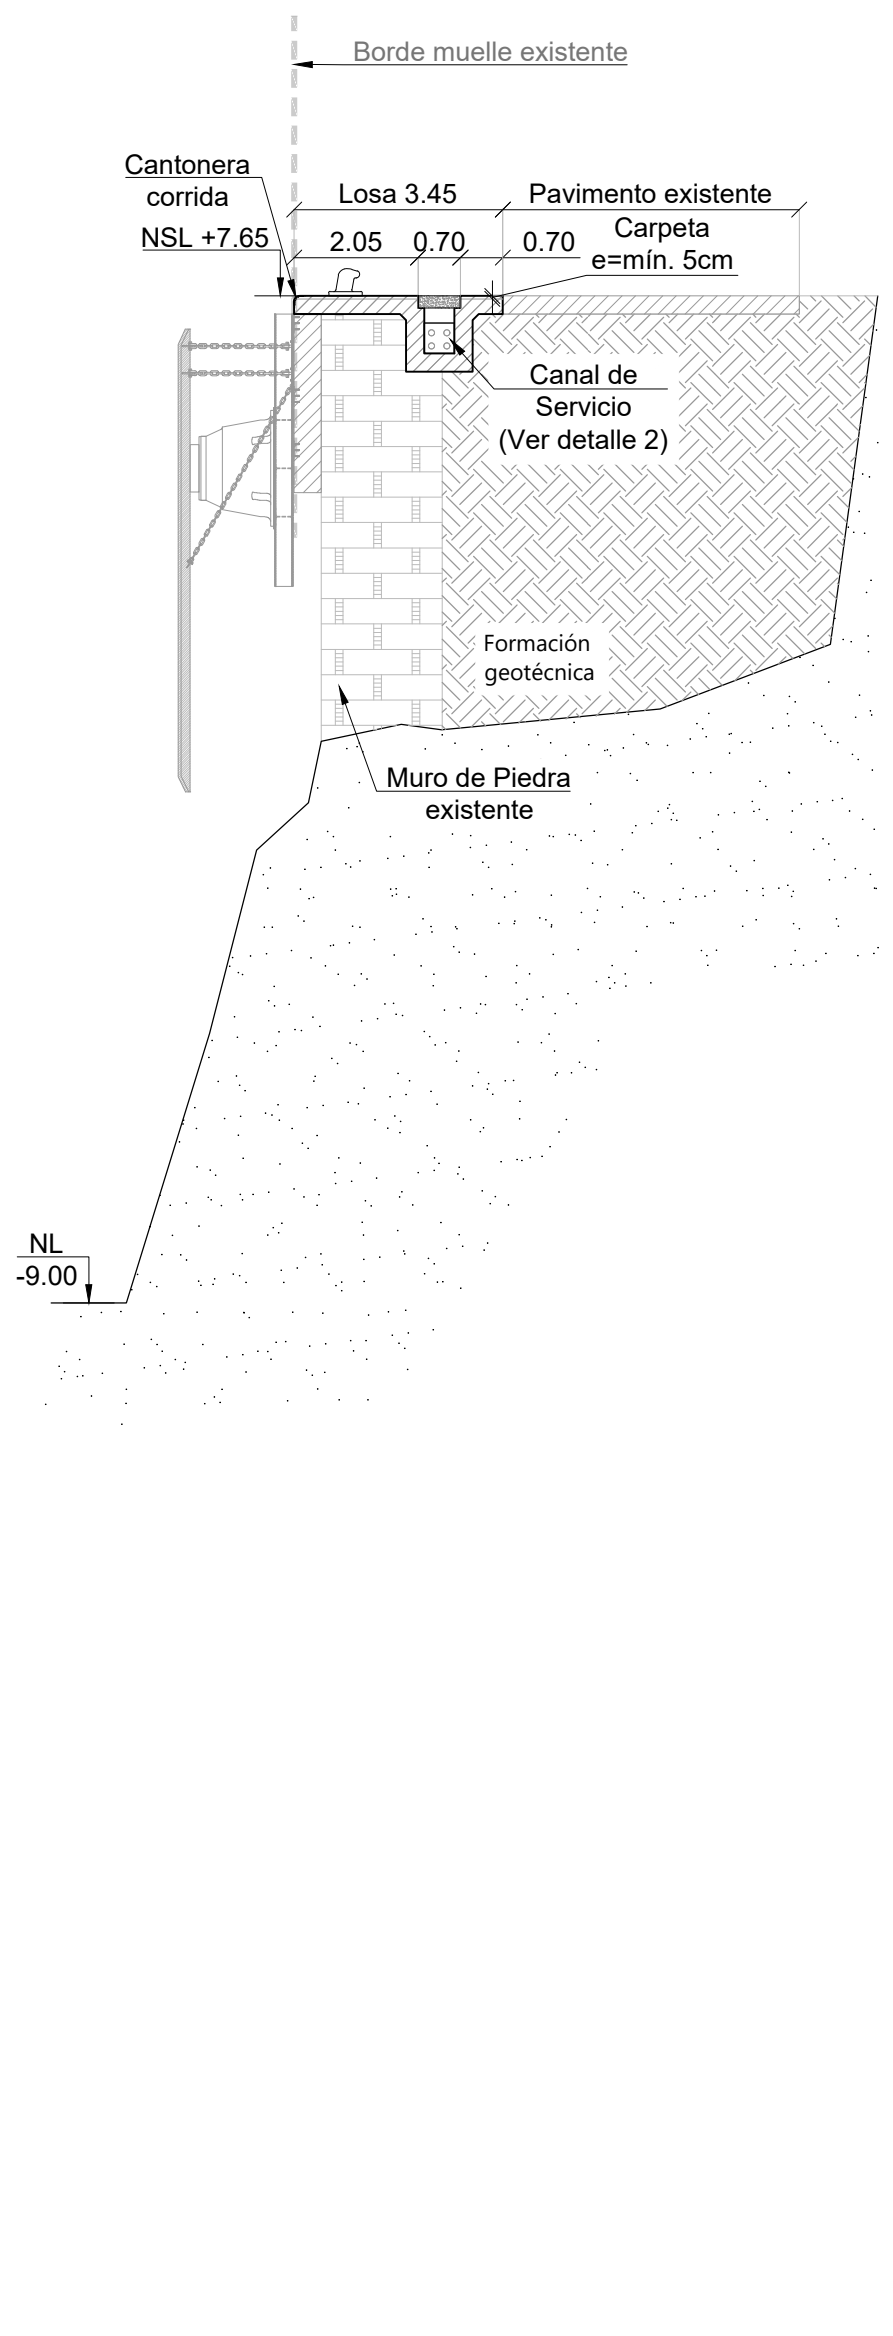 Borde muelle existente
Cantonera
corrida
Losa 3.45
Pavimento existente
NSL +7.65
2.05
0.70
0.70
Carpeta
e=mín. 5cm
Canal de
Servicio
(Ver detalle 2)
Formación
geotécnica
Muro de Piedra
existente
NL
-9.00